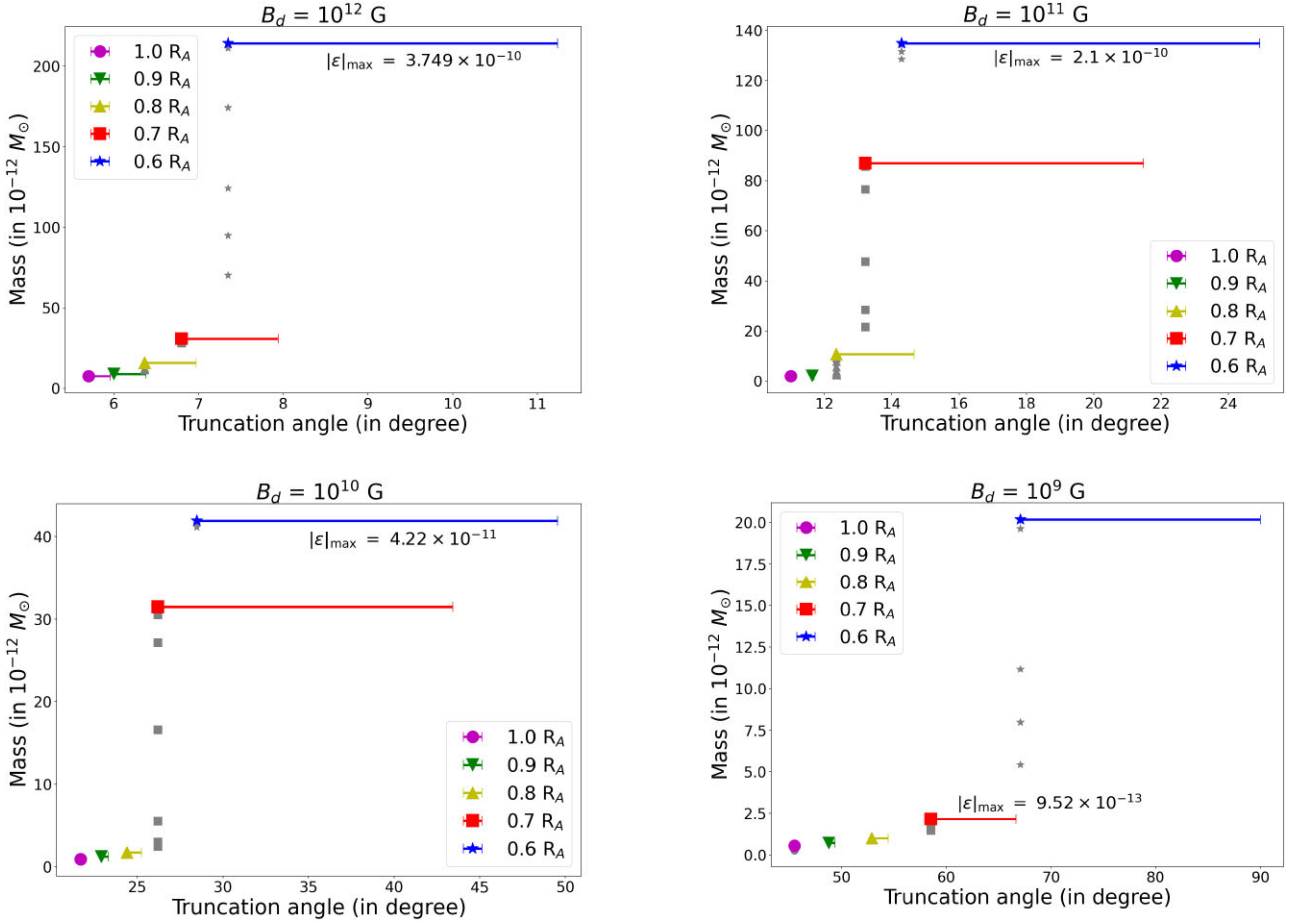 B_d = 10^12 G
1.0 R_A
0.9 R_A
0.8 R_A
0.7 R_A
0.6 R_A
|ε|_max = 3.749 × 10^−10
Mass (in 10^−12 M_⊙)
200
150
100
50
0
6 7 8 9 10 11
Truncation angle (in degree)
B_d = 10^11 G
|ε|_max = 2.1 × 10^−10
1.0 R_A
0.9 R_A
0.8 R_A
0.7 R_A
0.6 R_A
Mass (in 10^−12 M_⊙)
140
120
100
80
60
40
20
0
12 14 16 18 20 22 24
Truncation angle (in degree)
B_d = 10^10 G
|ε|_max = 4.22 × 10^−11
1.0 R_A
0.9 R_A
0.8 R_A
0.7 R_A
0.6 R_A
Mass (in 10^−12 M_⊙)
40
30
20
10
0
25 30 35 40 45 50
Truncation angle (in degree)
B_d = 10^9 G
1.0 R_A
0.9 R_A
0.8 R_A
0.7 R_A
0.6 R_A
|ε|_max = 9.52 × 10^−13
Mass (in 10^−12 M_⊙)
20.0
17.5
15.0
12.5
10.0
7.5
5.0
2.5
0.0
50 60 70 80 90
Truncation angle (in degree)